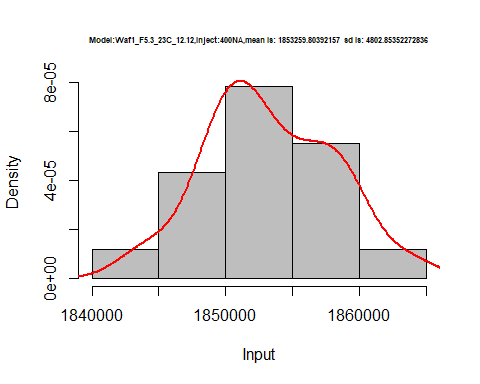 Model:Waf1_F5.3_23C_12.12,Inject:400NA,mean is: 1853259.80392157 sd is: 4802.85352272836
8e-05
4e-05
0e+00
Density
1840000 1850000 1860000
Input